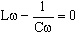 Lω − 1/Cω = 0